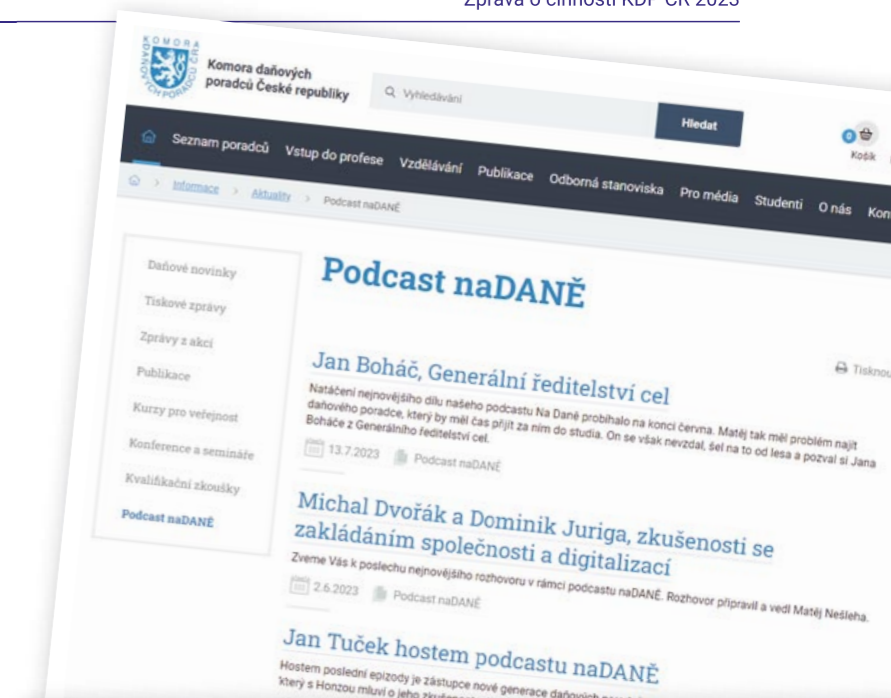 Zpráva o činnosti KDP ČR 2023
KOMORA
DAŇOVÝCH PORADCŮ ČR
Komora daňových
poradců České republiky
Vyhledávání
Hledat
0
Košík
Seznam poradců Vstup do profese Vzdělávání Publikace Odborná stanoviska Pro média Studenti O nás Kon
> Informace > Aktuality > Podcast naDANĚ
Daňové novinky
Tiskové zprávy
Zprávy z akcí
Publikace
Kurzy pro veřejnost
Konference a semináře
Kvalifikační zkoušky
Podcast naDANĚ
Podcast naDANĚ
Tisknou
Jan Boháč, Generální ředitelství cel
Natáčení nejnovějšího dílu našeho podcastu Na Daně probíhalo na konci června. Matěj tak měl problém najít
daňového poradce, který by měl čas přijít za ním do studia. On se však nevzdal, šel na to od lesa a pozval si Jana
Boháče z Generálního ředitelství cel.
13.7.2023 Podcast naDANĚ
Michal Dvořák a Dominik Juriga, zkušenosti se
zakládáním společnosti a digitalizací
Zveme Vás k poslechu nejnovějšího rozhovoru v rámci podcastu naDANĚ. Rozhovor připravil a vedl Matěj Nešleha.
2.6.2023 Podcast naDANĚ
Jan Tuček hostem podcastu naDANĚ
Hostem poslední epizody je zástupce nové generace daňových
který s Honzou mluví o jeho